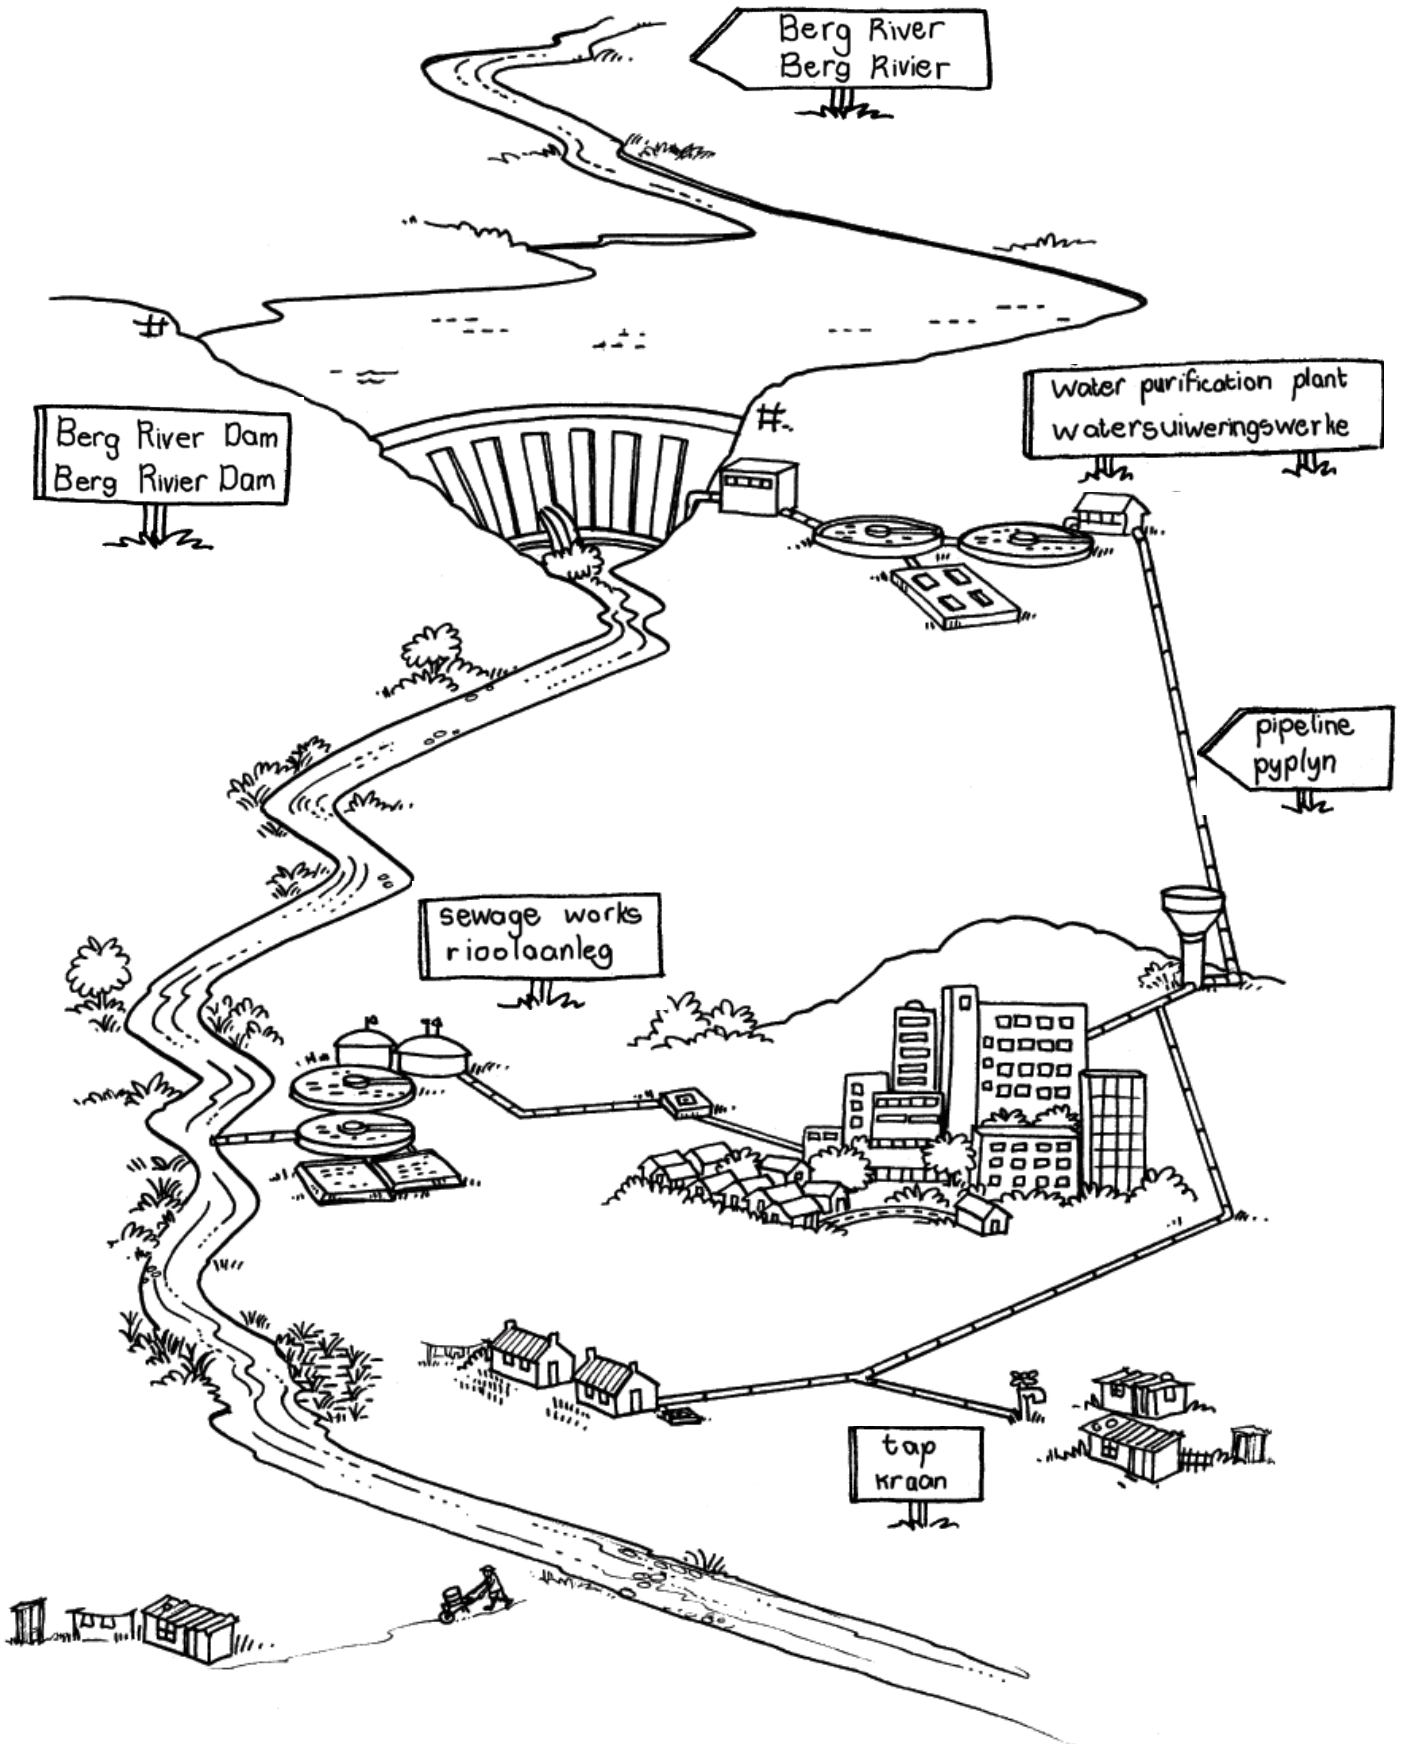 Berg River
Berg Rivier
Water purification plant
watersuiweringswerke
Berg River Dam
Berg Rivier Dam
pipeline
pyplyn
sewage works
rioolaanleg
tap
kraan